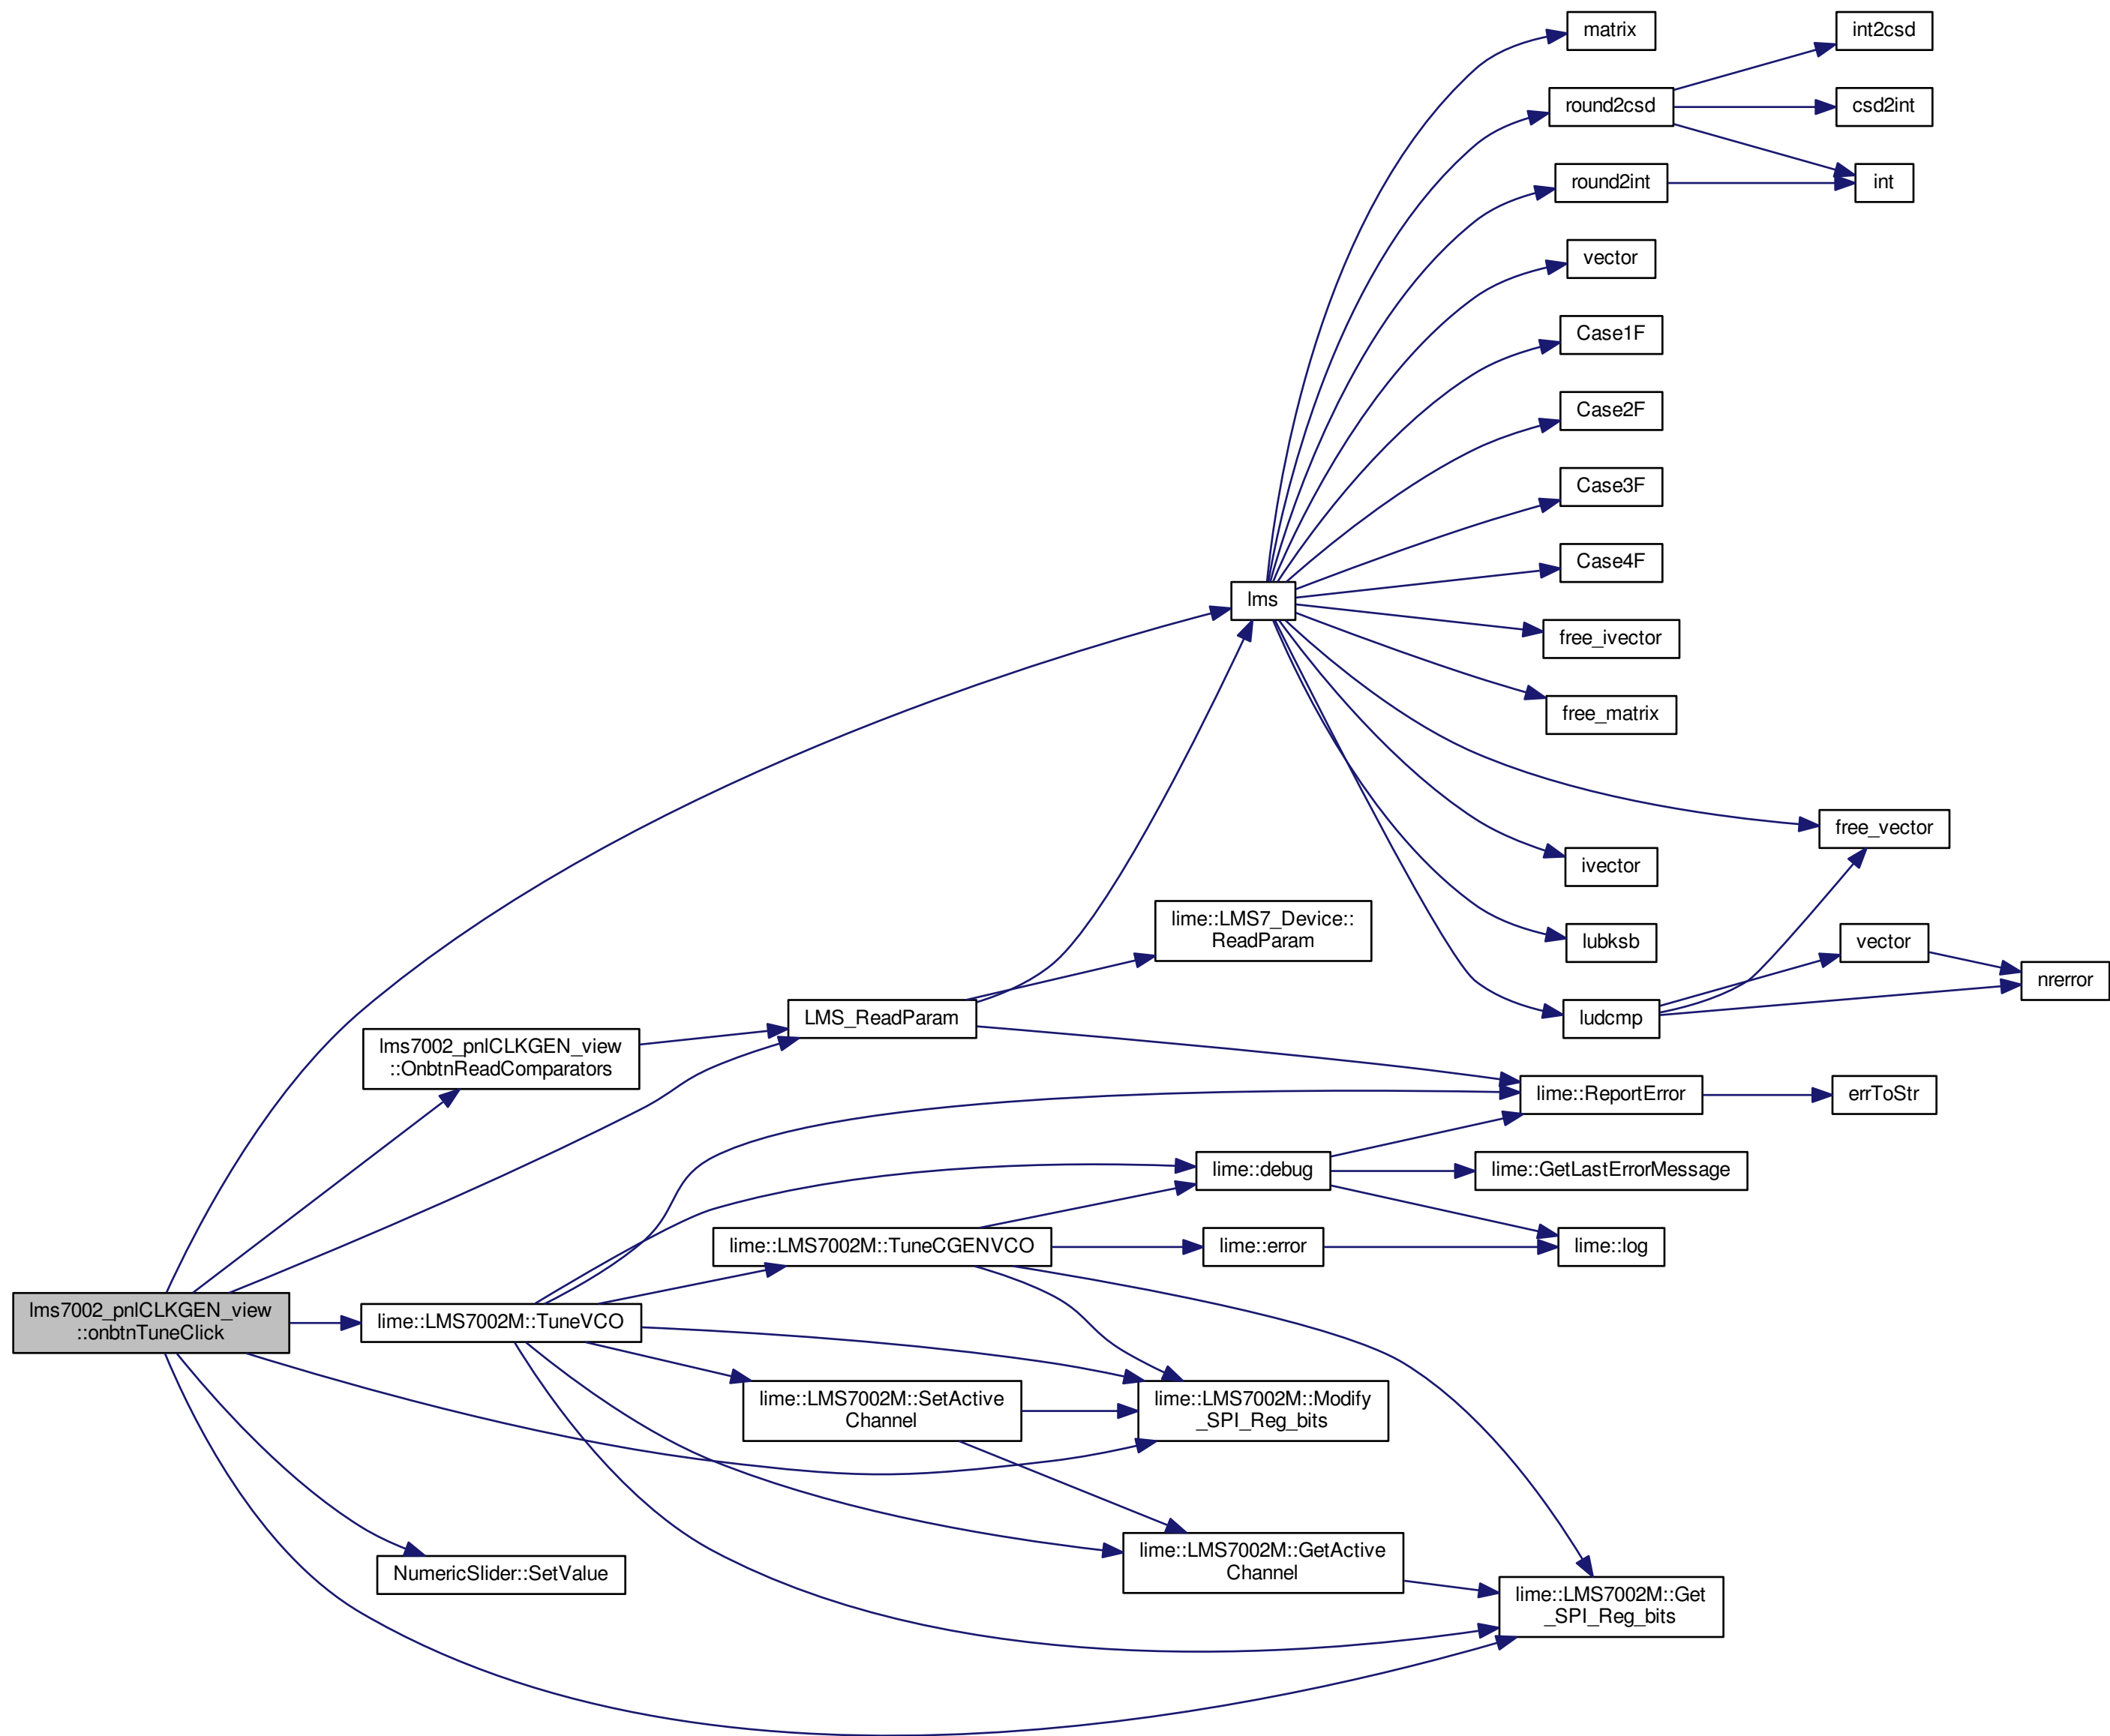 matrix
int2csd
round2csd
csd2int
round2int
int
vector
Case1F
Case2F
Case3F
Case4F
lms
free_ivector
free_matrix
free_vector
ivector
lime::LMS7_Device::
ReadParam
lubksb
vector
nrerror
LMS_ReadParam
ludcmp
lms7002_pnlCLKGEN_view
::OnbtnReadComparators
lime::ReportError
errToStr
lime::debug
lime::GetLastErrorMessage
lime::LMS7002M::TuneCGENVCO
lime::error
lime::log
lms7002_pnlCLKGEN_view
::onbtnTuneClick
lime::LMS7002M::TuneVCO
lime::LMS7002M::SetActive
Channel
lime::LMS7002M::Modify
_SPI_Reg_bits
NumericSlider::SetValue
lime::LMS7002M::GetActive
Channel
lime::LMS7002M::Get
_SPI_Reg_bits